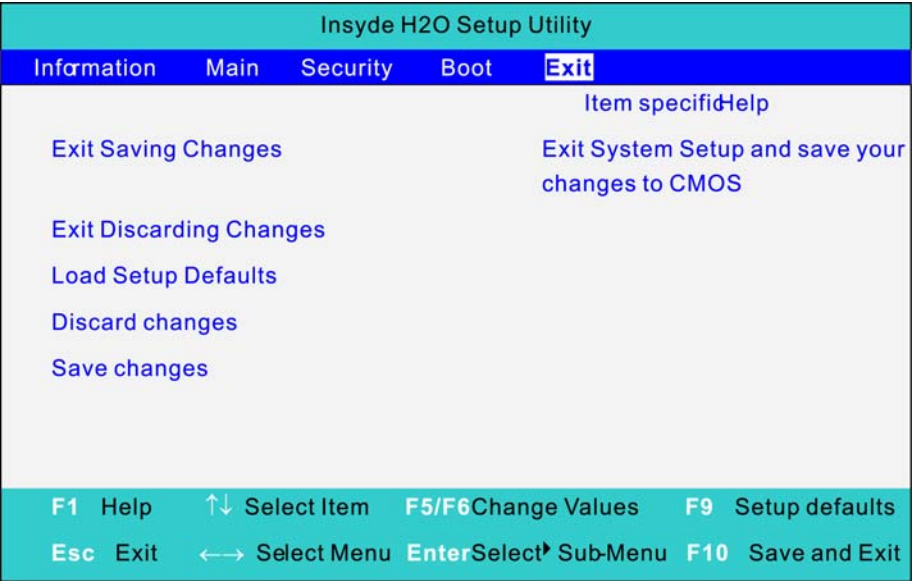 Insyde H2O Setup Utility
Information Main Security Boot Exit
Item specific Help
Exit Saving Changes
Exit System Setup and save your
changes to CMOS
Exit Discarding Changes
Load Setup Defaults
Discard changes
Save changes
F1 Help ↑↓ Select Item F5/F6 Change Values F9 Setup defaults
Esc Exit ←→ Select Menu Enter Select ▸ Sub-Menu F10 Save and Exit